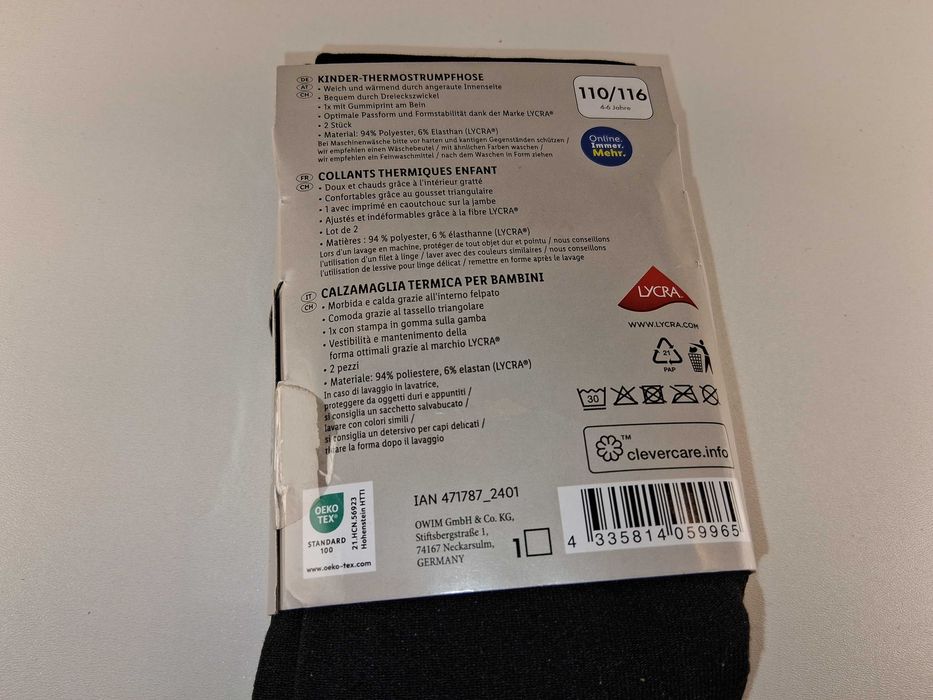 DE AT CH KINDER-THERMOSTRUMPFHOSE
• Weich und wärmend durch angeraute Innenseite
• Bequem durch Dreieckszwickel
• 1x mit Gummiprint am Bein
• Optimale Passform und Formstabilität dank der Marke LYCRA®
• 2 Stück
• Material: 94% Polyester, 6% Elasthan (LYCRA®)
Bei Maschinenwäsche bitte vor harten und kantigen Gegenständen schützen /
wir empfehlen einen Wäschebeutel / mit ähnlichen Farben waschen /
wir empfehlen ein Feinwaschmittel / nach dem Waschen in Form ziehen
110/116
4-6 Jahre
Online.
Immer.
Mehr.
FR CH COLLANTS THERMIQUES ENFANT
• Doux et chauds grâce à l'intérieur gratté
• Confortables grâce au gousset triangulaire
• 1 avec imprimé en caoutchouc sur la jambe
• Ajustés et indéformables grâce à la fibre LYCRA®
• Lot de 2
• Matières : 94 % polyester, 6 % élasthanne (LYCRA®)
Lors d'un lavage en machine, protéger de tout objet dur et pointu / nous conseillons
l'utilisation d'un filet à linge / laver avec des couleurs similaires / nous conseillons
l'utilisation de lessive pour linge délicat / remettre en forme après le lavage
IT CH CALZAMAGLIA TERMICA PER BAMBINI
• Morbida e calda grazie all'interno felpato
• Comoda grazie al tassello triangolare
• 1x con stampa in gomma sulla gamba
• Vestibilità e mantenimento della
forma ottimali grazie al marchio LYCRA®
• 2 pezzi
• Materiale: 94% poliestere, 6% elastan (LYCRA®)
In caso di lavaggio in lavatrice,
proteggere da oggetti duri e appuntiti /
si consiglia un sacchetto salvabucato /
lavare con colori simili /
si consiglia un detersivo per capi delicati /
tirare la forma dopo il lavaggio
LYCRA®
WWW.LYCRA.COM
21
PAP
30
™
clevercare.info
OEKO
TEX®
STANDARD
100
21.HCN.56923
Hohenstein HTTI
www.oeko-tex.com
IAN 471787_2401
OWIM GmbH & Co. KG,
Stiftsbergstraße 1,
74167 Neckarsulm,
GERMANY
1
4 335814 059965